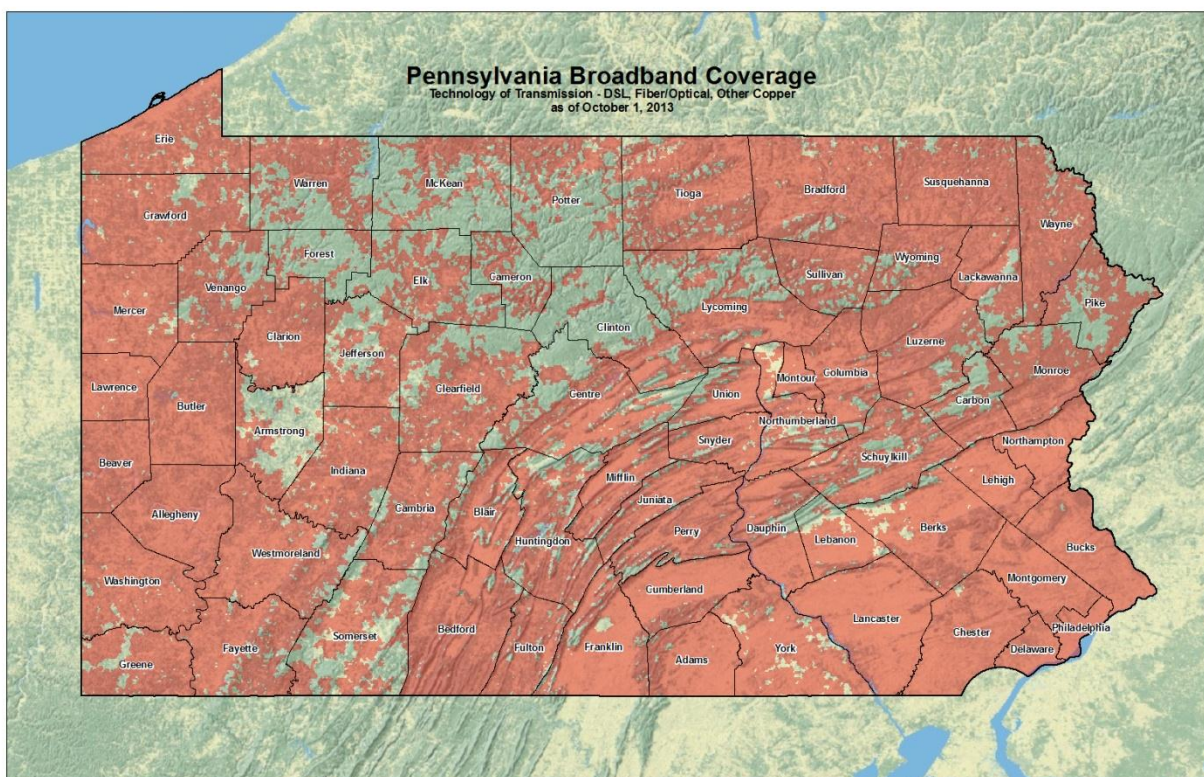 Pennsylvania Broadband Coverage
Technology of Transmission - DSL, Fiber/Optical, Other Copper
as of October 1, 2013
Erie
Warren
McKean
Potter
Tioga
Bradford
Susquehanna
Wayne
Crawford
Forest
Venango
Elk
Cameron
Wyoming
Lackawanna
Sullivan
Pike
Mercer
Lycoming
Clarion
Clinton
Luzerne
Jefferson
Monroe
Lawrence
Butler
Clearfield
Centre
Union
Montour
Columbia
Carbon
Armstrong
Northumberland
Northampton
Beaver
Indiana
Snyder
Schuylkill
Mifflin
Lehigh
Allegheny
Cambria
Blair
Juniata
Huntingdon
Perry
Dauphin
Lebanon
Berks
Bucks
Westmoreland
Washington
Cumberland
Montgomery
Lancaster
Philadelphia
Somerset
Bedford
Chester
Fayette
Fulton
Franklin
York
Delaware
Greene
Adams